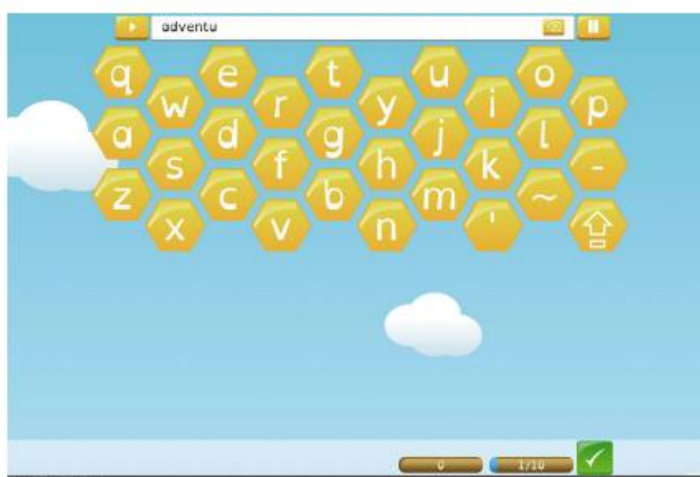 adventu
q e t u o
w r y i p
a d g j l
s f h k -
z c b m ~
x v n '
0 1/10